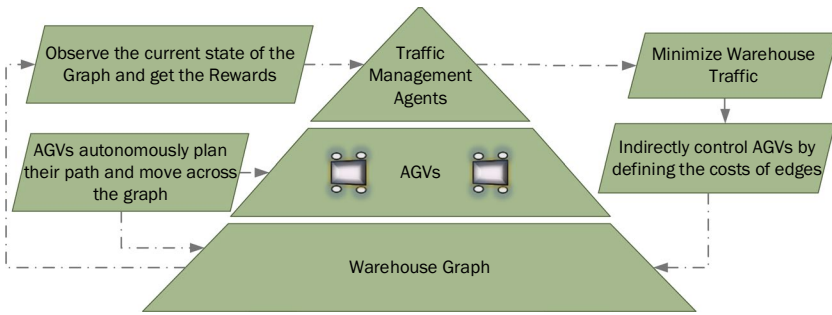 Observe the current state of the
Graph and get the Rewards
Traffic
Management
Agents
Minimize Warehouse
Traffic
AGVs autonomously plan
their path and move across
the graph
AGVs
Indirectly control AGVs by
defining the costs of edges
Warehouse Graph